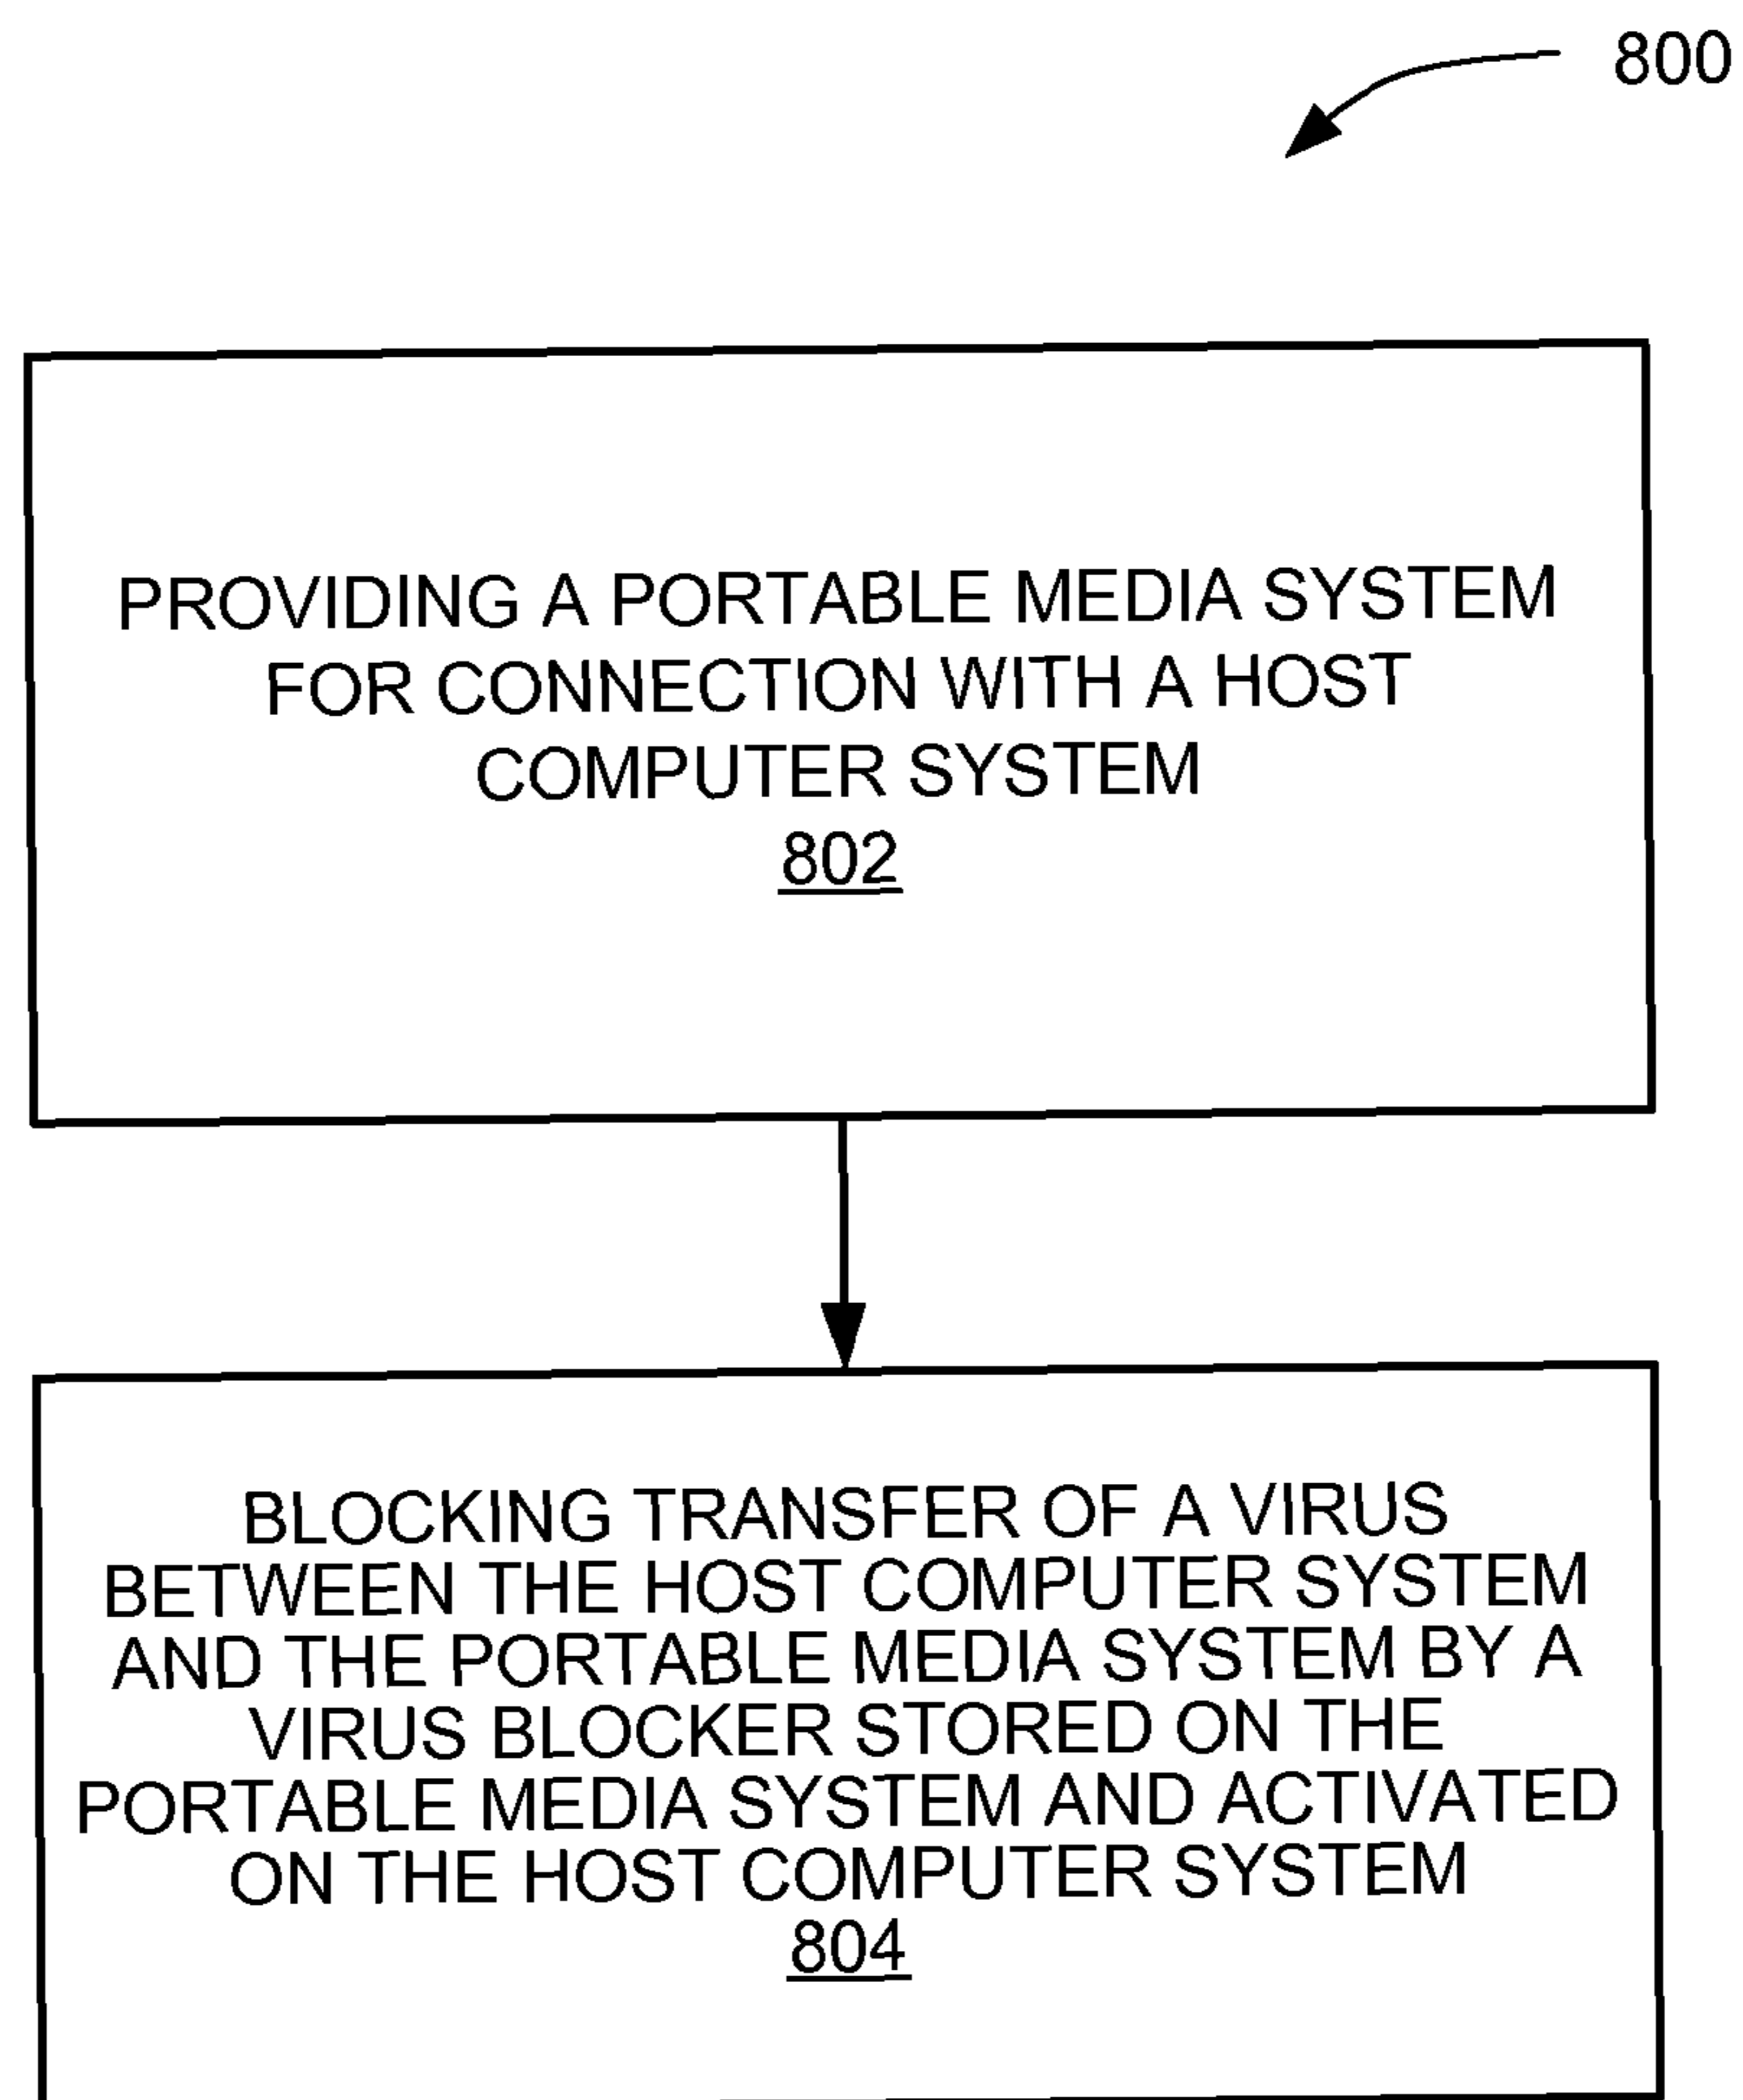 800
PROVIDING A PORTABLE MEDIA SYSTEM
FOR CONNECTION WITH A HOST
COMPUTER SYSTEM
802
BLOCKING TRANSFER OF A VIRUS
BETWEEN THE HOST COMPUTER SYSTEM
AND THE PORTABLE MEDIA SYSTEM BY A
VIRUS BLOCKER STORED ON THE
PORTABLE MEDIA SYSTEM AND ACTIVATED
ON THE HOST COMPUTER SYSTEM
804